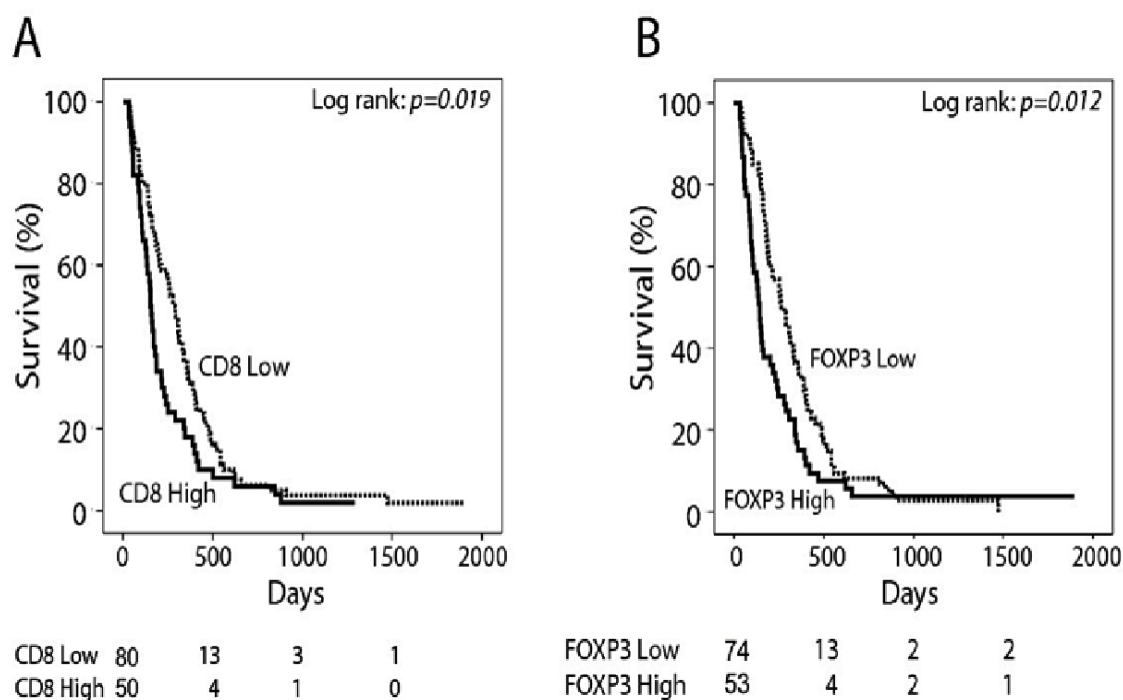 A
Log rank: p=0.019
100
80
60
40
20
0
Survival (%)
CD8 Low
CD8 High
0 500 1000 1500 2000
Days
CD8 Low 80 13 3 1
CD8 High 50 4 1 0
B
Log rank: p=0.012
100
80
60
40
20
0
Survival (%)
FOXP3 Low
FOXP3 High
0 500 1000 1500 2000
Days
FOXP3 Low 74 13 2 2
FOXP3 High 53 4 2 1